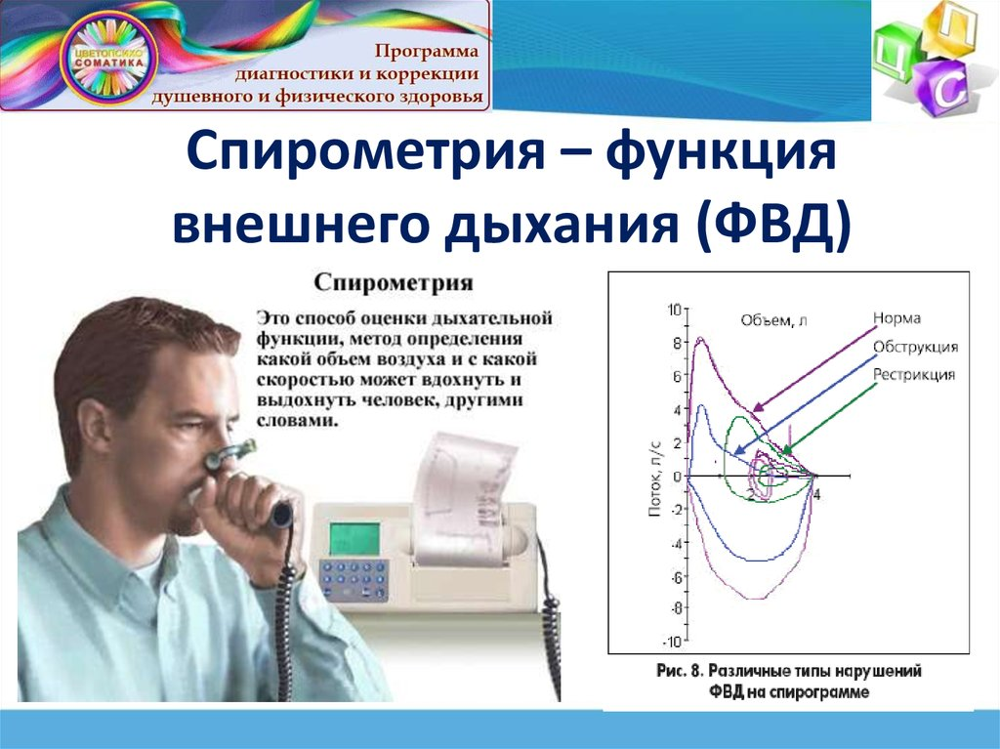 ЦВЕТОПСИХО
СОМАТИКА
Программа
диагностики и коррекции
душевного и физического здоровья
Ц
П
С
Спирометрия – функция
внешнего дыхания (ФВД)
Спирометрия
Это способ оценки дыхательной
функции, метод определения
какой объем воздуха и с какой
скоростью может вдохнуть и
выдохнуть человек, другими
словами.
Объем, л
Норма
Обструкция
Рестрикция
Поток, л/с
10
8
6
4
2
0
-2
-4
-6
-8
-10
2
4
Рис. 8. Различные типы нарушений
ФВД на спирограмме